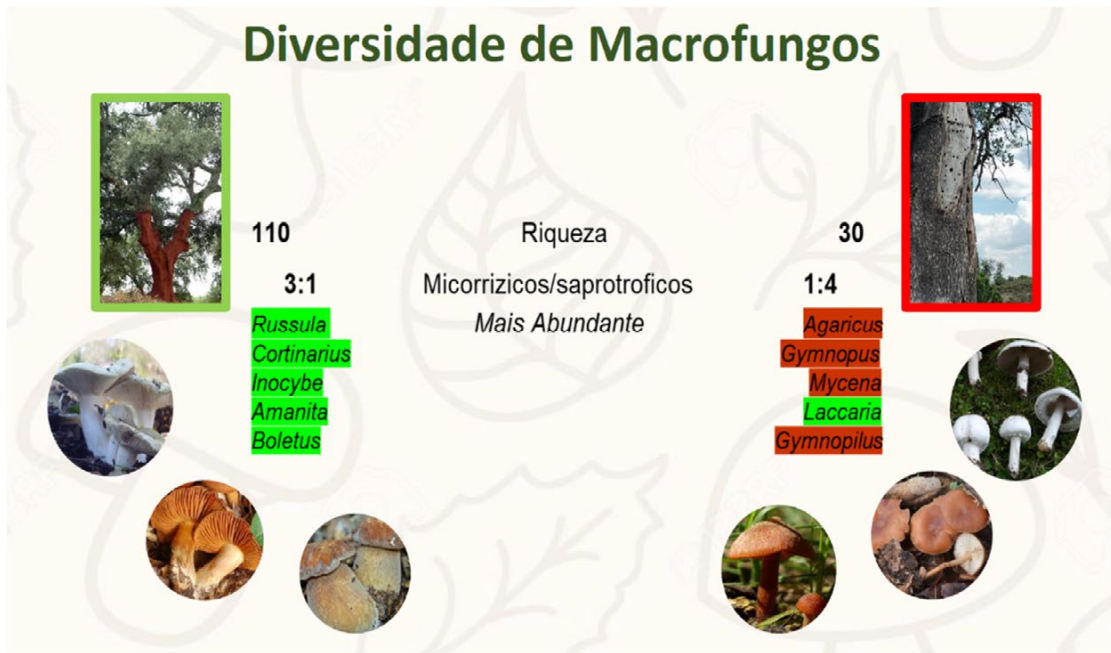 Diversidade de Macrofungos
110 Riqueza 30
3:1 Micorrizicos/saprotroficos 1:4
Russula Mais Abundante Agaricus
Cortinarius Gymnopus
Inocybe Mycena
Amanita Laccaria
Boletus Gymnopilus